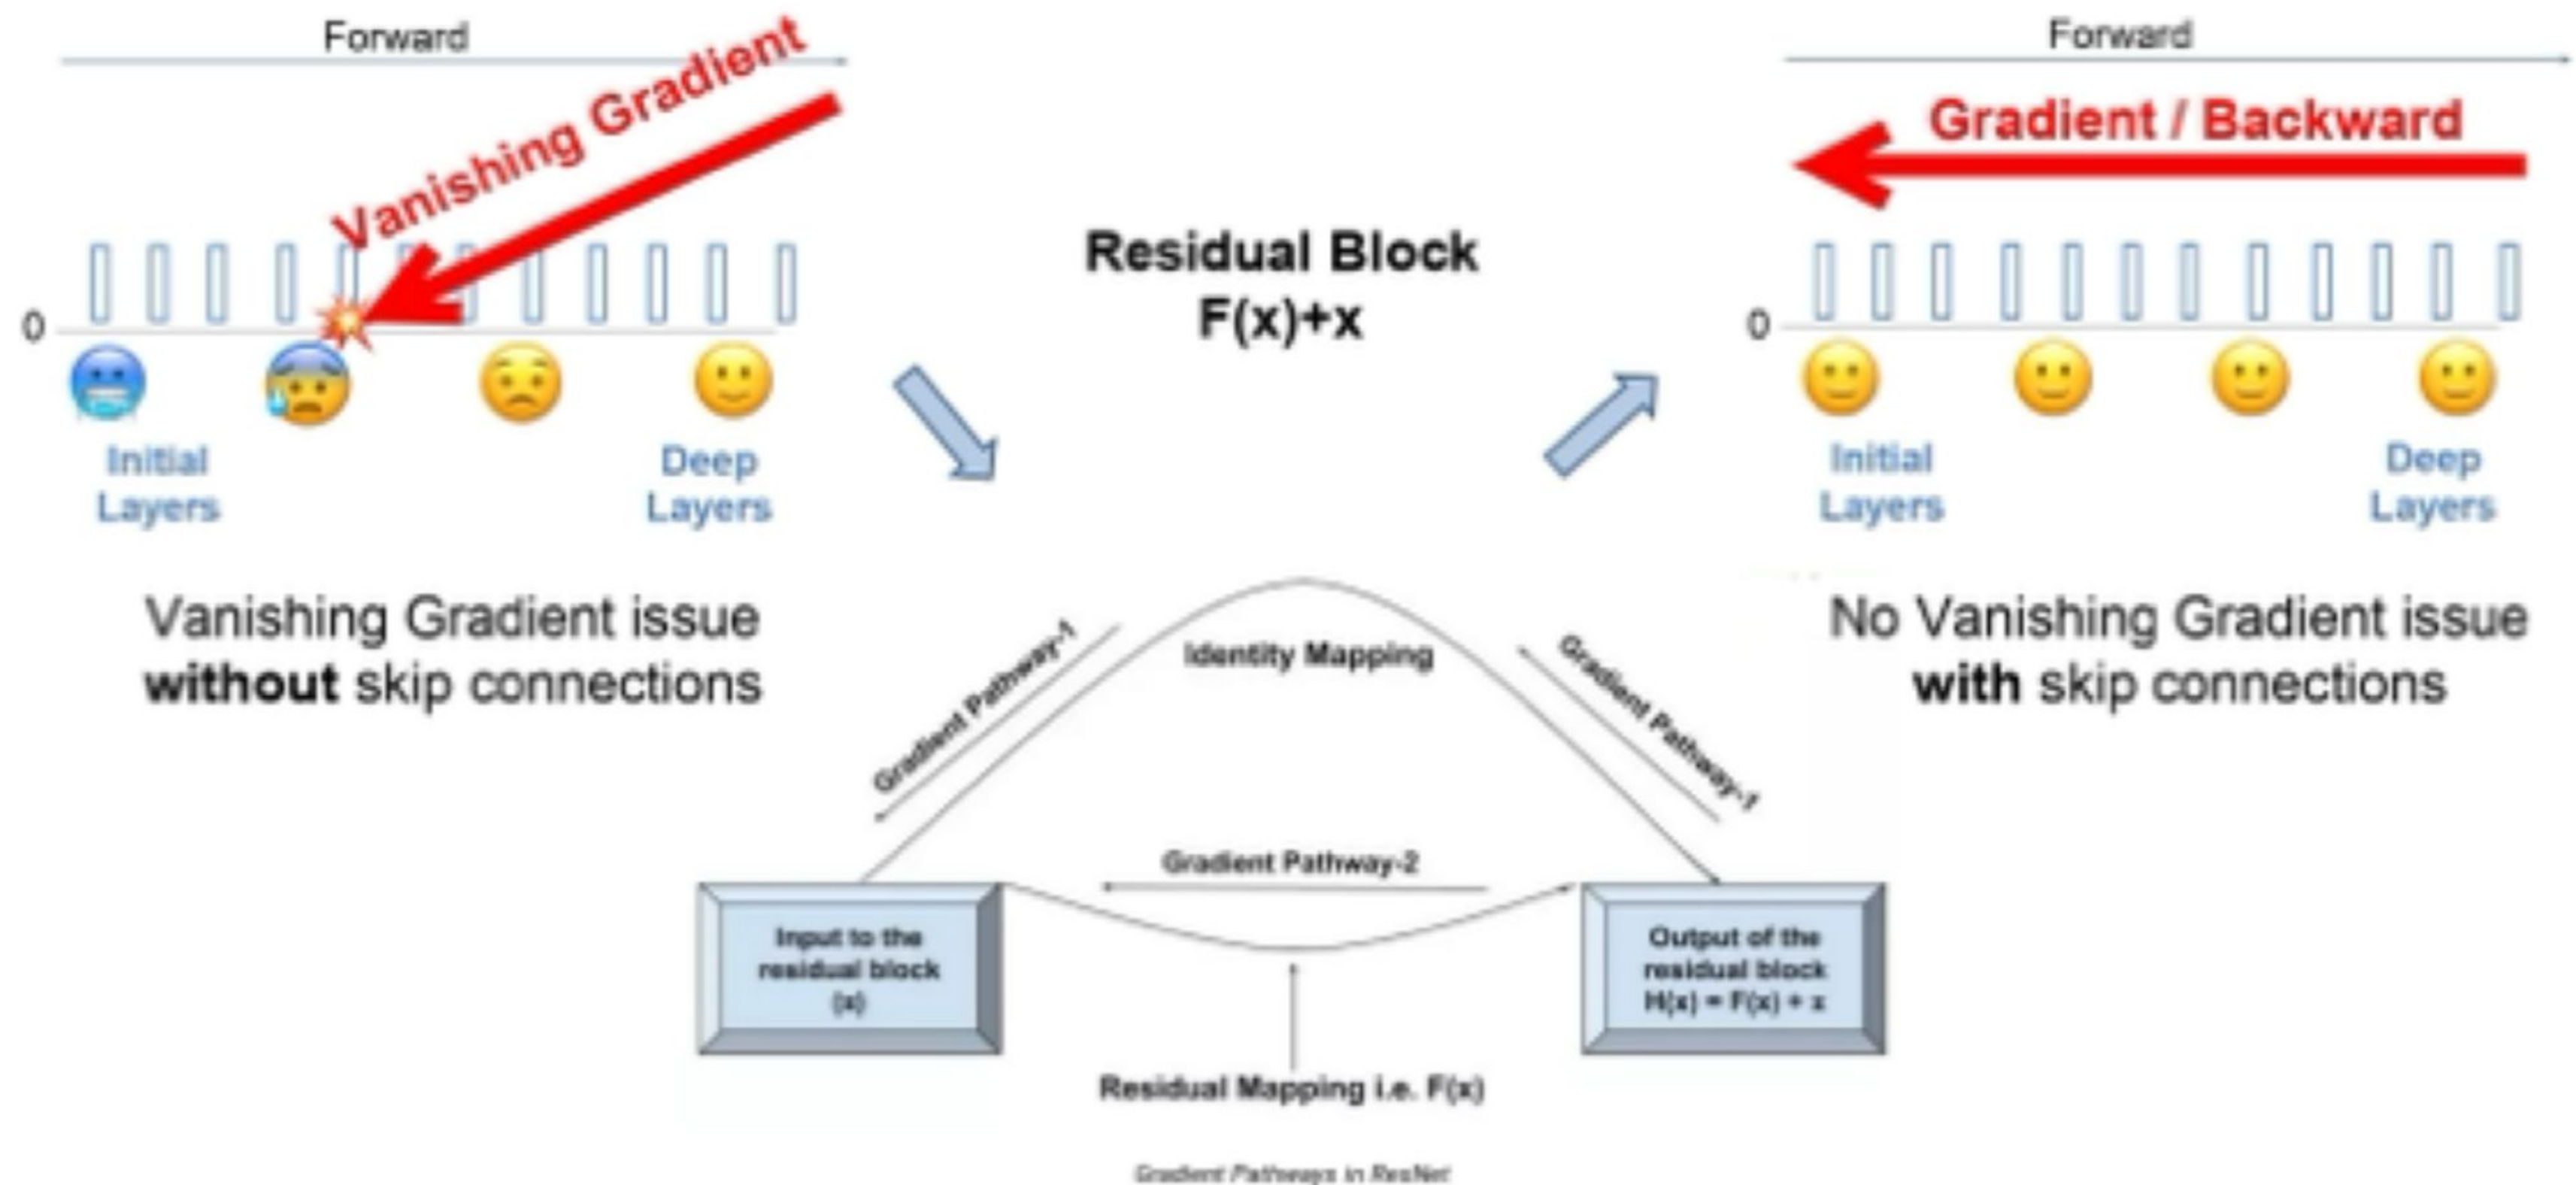 Forward
Vanishing Gradient
0
Initial
Layers
Deep
Layers
Vanishing Gradient issue
without skip connections
Residual Block
F(x)+x
Forward
Gradient / Backward
0
Initial
Layers
Deep
Layers
No Vanishing Gradient issue
with skip connections
Identity Mapping
Gradient Pathway-1
Gradient Pathway-1
Gradient Pathway-2
Input to the
residual block
(x)
Output of the
residual block
H(x) = F(x) + x
Residual Mapping i.e. F(x)
Gradient Pathways in ResNet